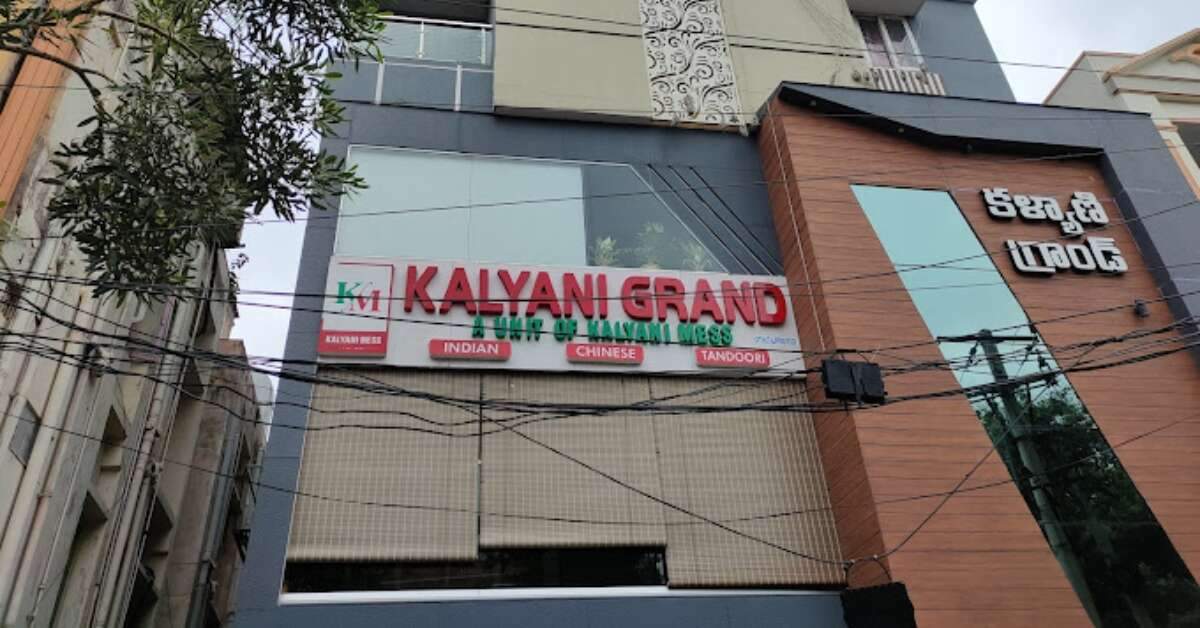 KM
KALYANI MESS
KALYANI GRAND
A UNIT OF KALYANI MESS
INDIAN
CHINESE
TANDOORI
కళ్యాణి
గ్రాండ్